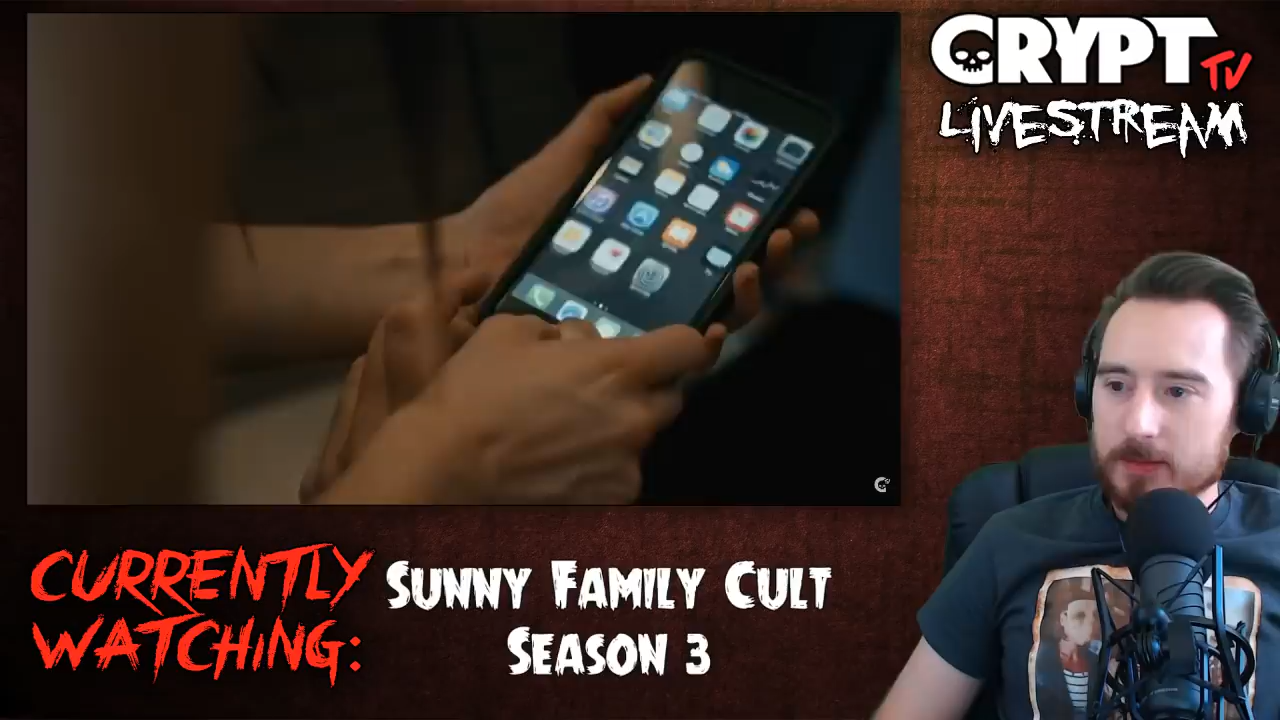 CRYPT TV
LIVESTREAM
CURRENTLY
WATCHING:
SUNNY FAMILY CULT
SEASON 3